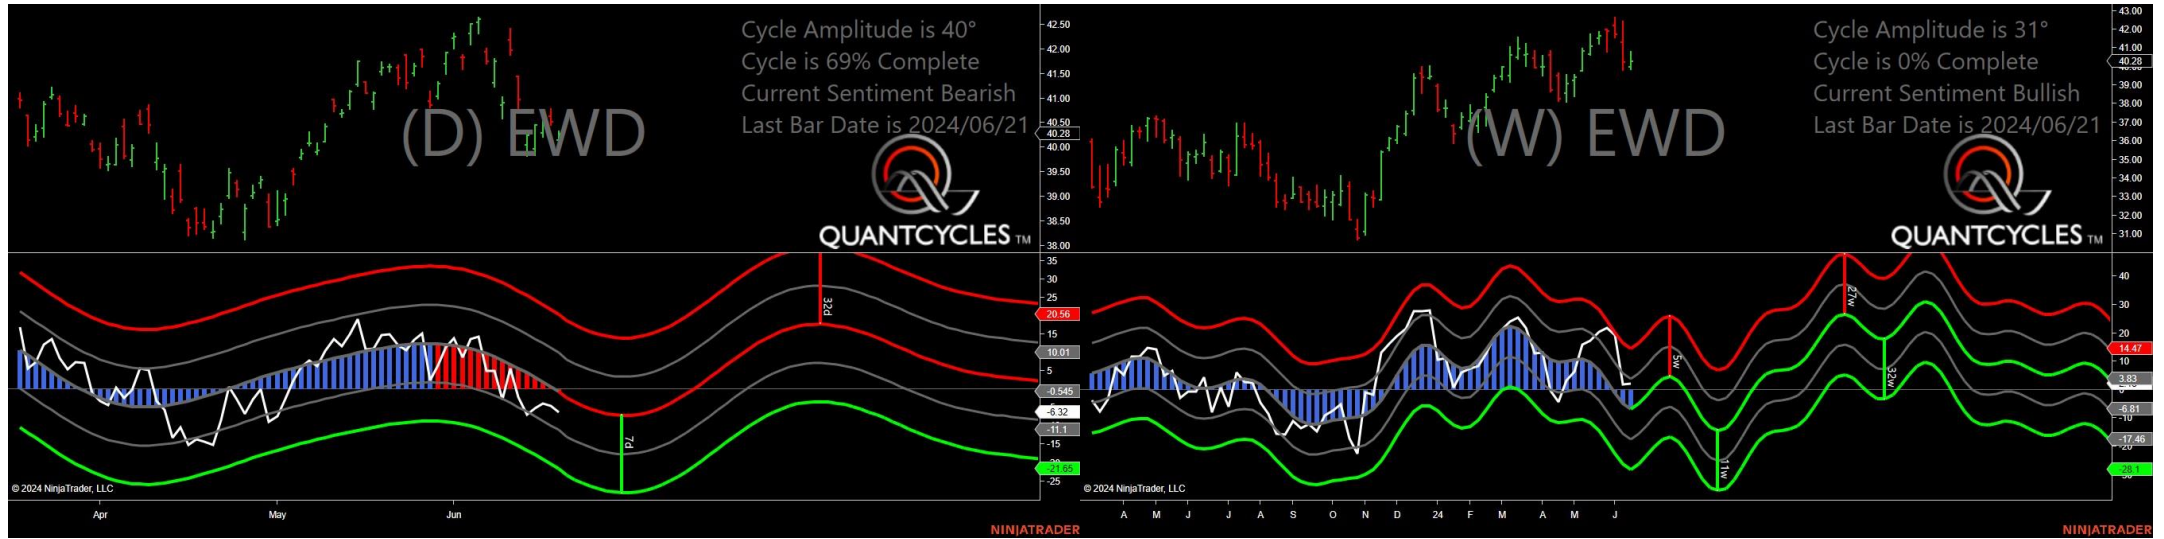 Cycle Amplitude is 40°
Cycle is 69% Complete
Current Sentiment Bearish
Last Bar Date is 2024/06/21
(D) EWD
QUANTCYCLES TM
42.50
42.00
41.50
41.00
40.50
40.28
40.00
39.50
39.00
38.50
38.00
35
30
25
20.56
15
10.01
5
-0.545
-6.32
-11.1
-15
-21.65
-25
32d
7d
© 2024 NinjaTrader, LLC
Apr
May
Jun
NINJATRADER
Cycle Amplitude is 31°
Cycle is 0% Complete
Current Sentiment Bullish
Last Bar Date is 2024/06/21
(W) EWD
QUANTCYCLES TM
43.00
42.00
41.00
40.28
39.00
38.00
37.00
36.00
35.00
34.00
33.00
32.00
31.00
40
30
20
14.47
10
3.83
-6.81
-17.46
-28.1
5w
11w
27w
32w
© 2024 NinjaTrader, LLC
A M J J A S O N D 24 F M A M J
NINJATRADER